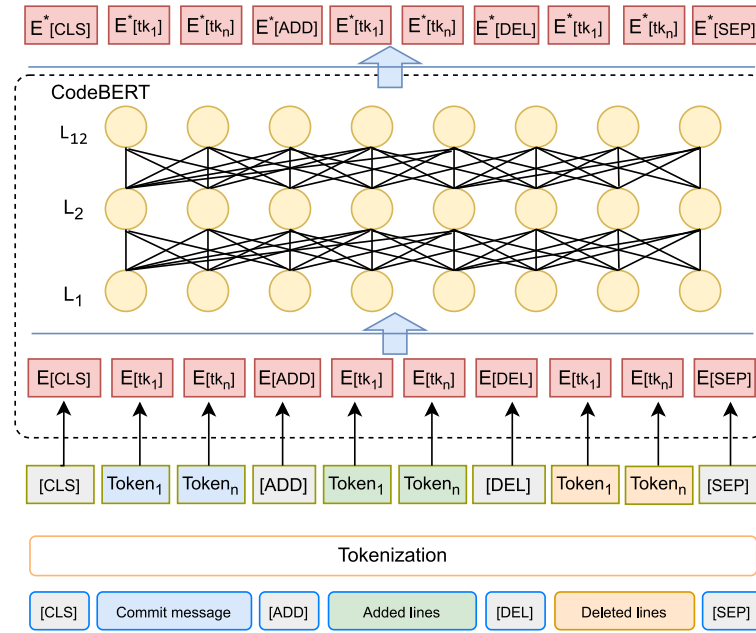 E*[CLS] E*[tk1] E*[tkn] E*[ADD] E*[tk1] E*[tkn] E*[DEL] E*[tk1] E*[tkn] E*[SEP]
CodeBERT
L12
L2
L1
E[CLS] E[tk1] E[tkn] E[ADD] E[tk1] E[tkn] E[DEL] E[tk1] E[tkn] E[SEP]
[CLS] Token1 Tokenn [ADD] Token1 Tokenn [DEL] Token1 Tokenn [SEP]
Tokenization
[CLS] Commit message [ADD] Added lines [DEL] Deleted lines [SEP]